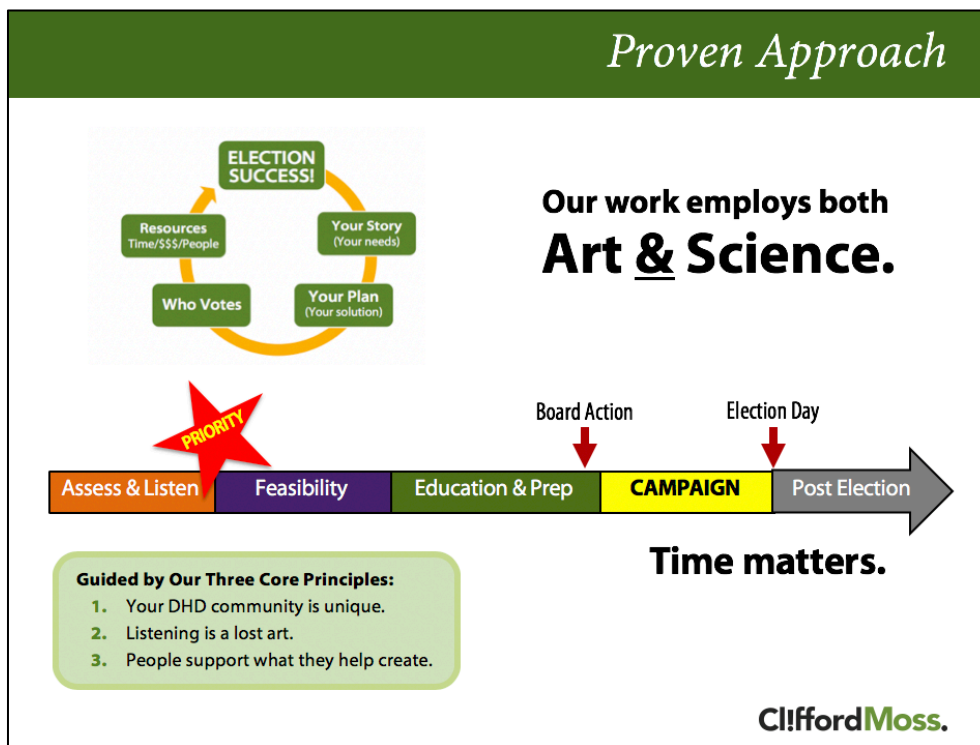 Proven Approach
ELECTION
SUCCESS!
Your Story
(Your needs)
Your Plan
(Your solution)
Who Votes
Resources
Time/$$$/People
Our work employs both
Art & Science.
PRIORITY
Board Action
Election Day
Assess & Listen
Feasibility
Education & Prep
CAMPAIGN
Post Election
Time matters.
Guided by Our Three Core Principles:
1. Your DHD community is unique.
2. Listening is a lost art.
3. People support what they help create.
Cl!ffordMoss.